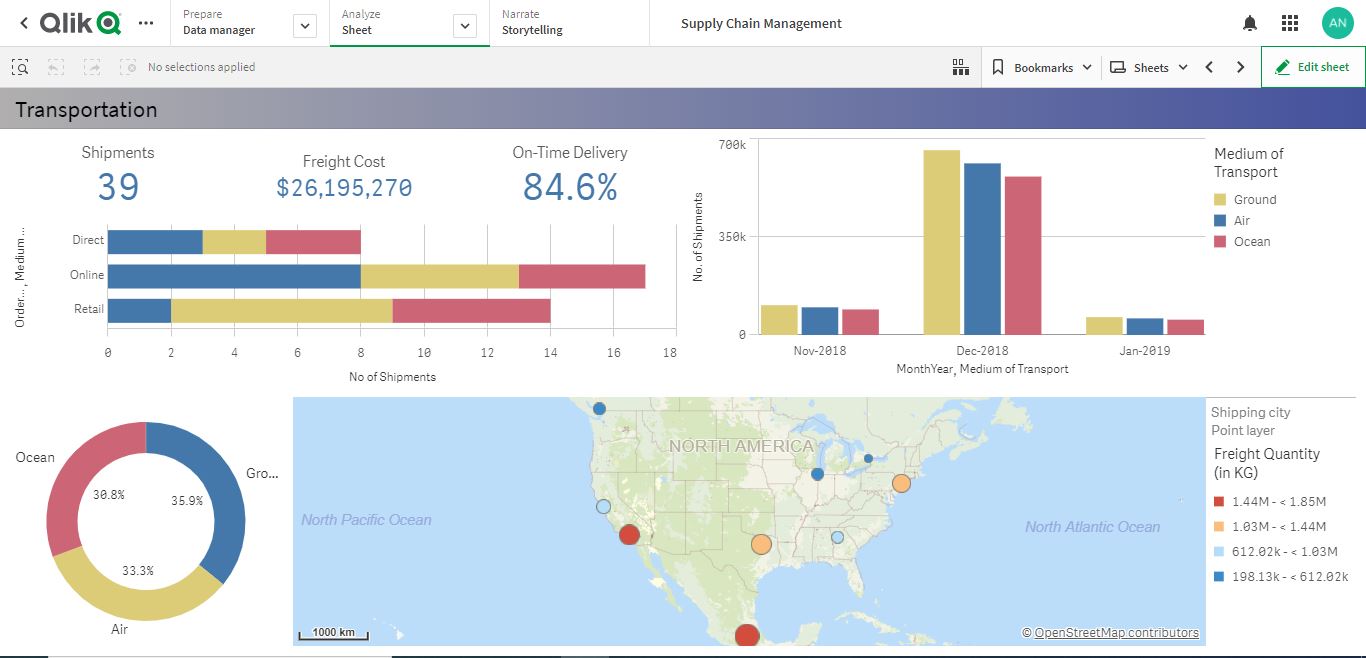 Qlik
Prepare
Data manager
Analyze
Sheet
Narrate
Storytelling
Supply Chain Management
AN
No selections applied
Bookmarks
Sheets
Edit sheet
Transportation
Shipments
39
Freight Cost
$26,195,270
On-Time Delivery
84.6%
Order... , Medium ...
Direct
Online
Retail
0 2 4 6 8 10 12 14 16 18
No of Shipments
No. of Shipments
700k
350k
0
Nov-2018 Dec-2018 Jan-2019
MonthYear, Medium of Transport
Medium of
Transport
Ground
Air
Ocean
Ocean
Gro...
Air
30.8%
35.9%
33.3%
NORTH AMERICA
North Pacific Ocean
North Atlantic Ocean
1000 km
© OpenStreetMap contributors
Shipping city
Point layer
Freight Quantity
(in KG)
1.44M - < 1.85M
1.03M - < 1.44M
612.02k - < 1.03M
198.13k - < 612.02k